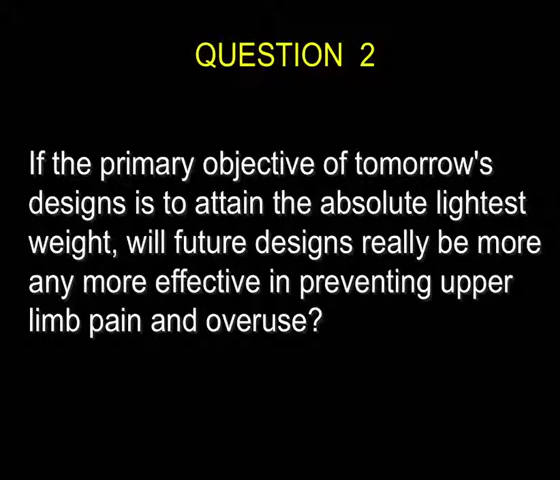 QUESTION 2
If the primary objective of tomorrow's
designs is to attain the absolute lightest
weight, will future designs really be more
any more effective in preventing upper
limb pain and overuse?